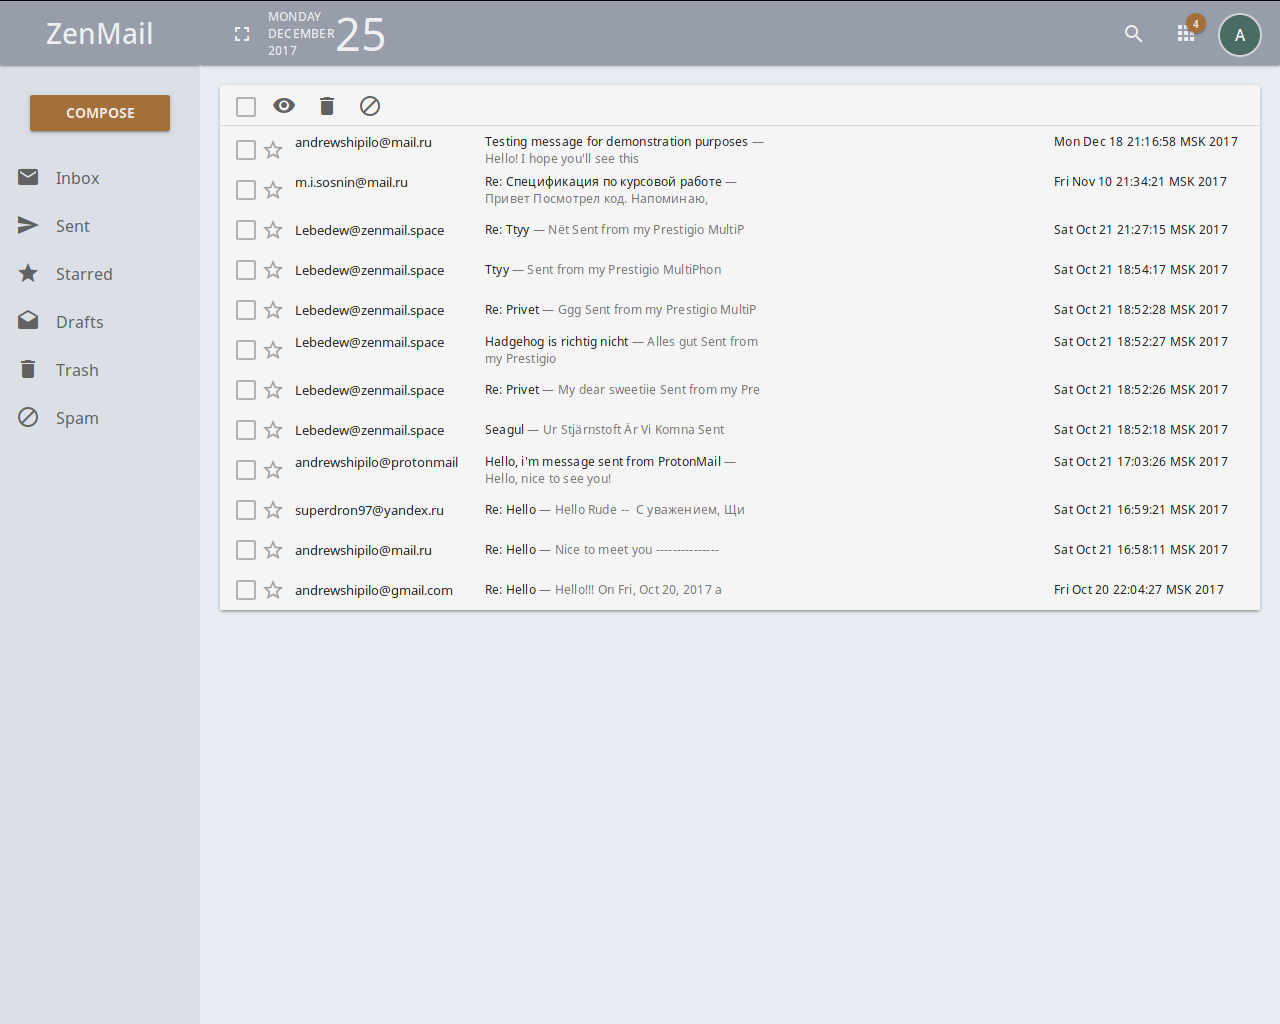 ZenMail
MONDAY
DECEMBER
2017
25
4
A
COMPOSE
Inbox
Sent
Starred
Drafts
Trash
Spam
andrewshipilo@mail.ru Testing message for demonstration purposes — Mon Dec 18 21:16:58 MSK 2017
Hello! I hope you'll see this
m.i.sosnin@mail.ru Re: Спецификация по курсовой работе — Fri Nov 10 21:34:21 MSK 2017
Привет Посмотрел код. Напоминаю,
Lebedew@zenmail.space Re: Ttyy — Nët Sent from my Prestigio MultiP Sat Oct 21 21:27:15 MSK 2017
Lebedew@zenmail.space Ttyy — Sent from my Prestigio MultiPhon Sat Oct 21 18:54:17 MSK 2017
Lebedew@zenmail.space Re: Privet — Ggg Sent from my Prestigio MultiP Sat Oct 21 18:52:28 MSK 2017
Lebedew@zenmail.space Hadgehog is richtig nicht — Alles gut Sent from Sat Oct 21 18:52:27 MSK 2017
my Prestigio
Lebedew@zenmail.space Re: Privet — My dear sweetiie Sent from my Pre Sat Oct 21 18:52:26 MSK 2017
Lebedew@zenmail.space Seagul — Ur Stjärnstoft Är Vi Komna Sent Sat Oct 21 18:52:18 MSK 2017
andrewshipilo@protonmail Hello, i'm message sent from ProtonMail — Sat Oct 21 17:03:26 MSK 2017
Hello, nice to see you!
superdron97@yandex.ru Re: Hello — Hello Rude -- С уважением, Щи Sat Oct 21 16:59:21 MSK 2017
andrewshipilo@mail.ru Re: Hello — Nice to meet you --------------- Sat Oct 21 16:58:11 MSK 2017
andrewshipilo@gmail.com Re: Hello — Hello!!! On Fri, Oct 20, 2017 a Fri Oct 20 22:04:27 MSK 2017